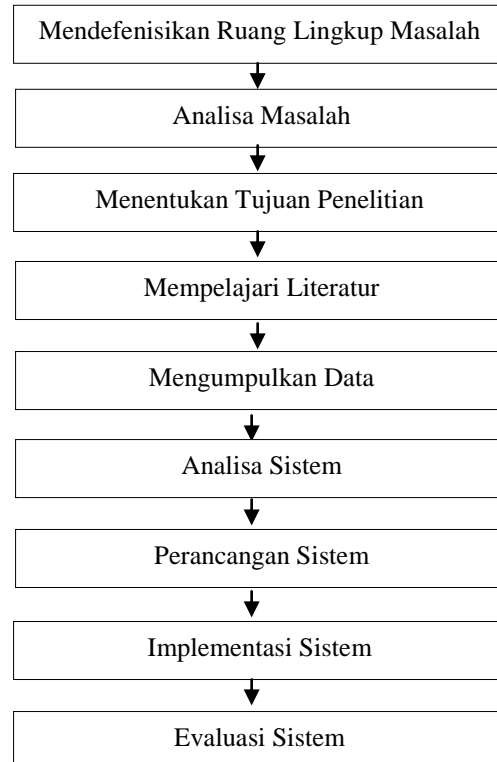 Mendefenisikan Ruang Lingkup Masalah
Analisa Masalah
Menentukan Tujuan Penelitian
Mempelajari Literatur
Mengumpulkan Data
Analisa Sistem
Perancangan Sistem
Implementasi Sistem
Evaluasi Sistem